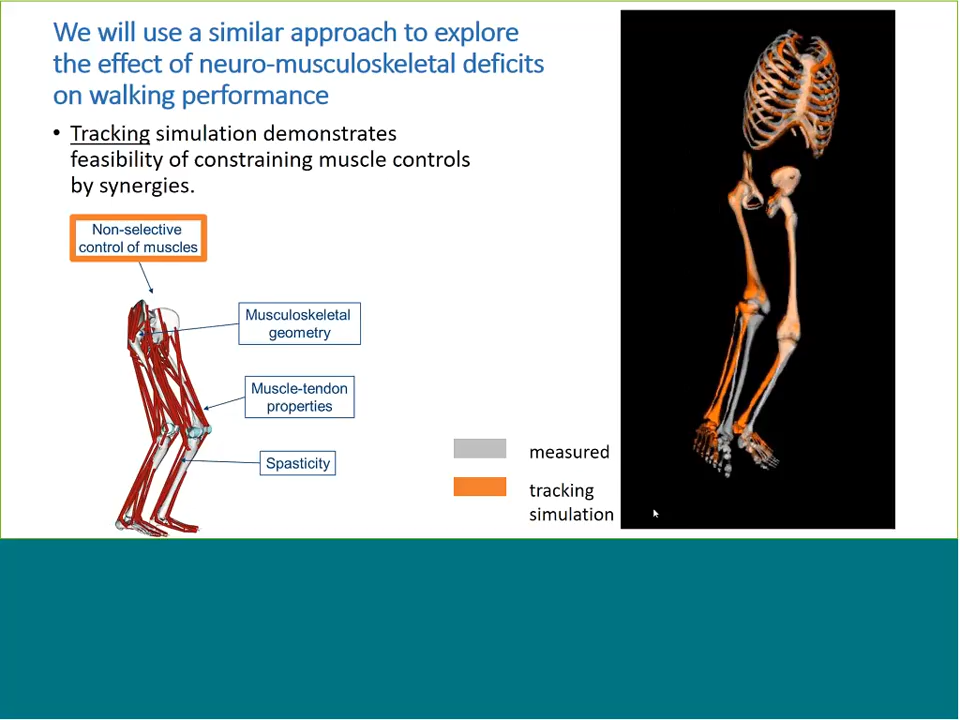 We will use a similar approach to explore
the effect of neuro-musculoskeletal deficits
on walking performance
• Tracking simulation demonstrates
feasibility of constraining muscle controls
by synergies.
Non-selective
control of muscles
Musculoskeletal
geometry
Muscle-tendon
properties
Spasticity
measured
tracking
simulation